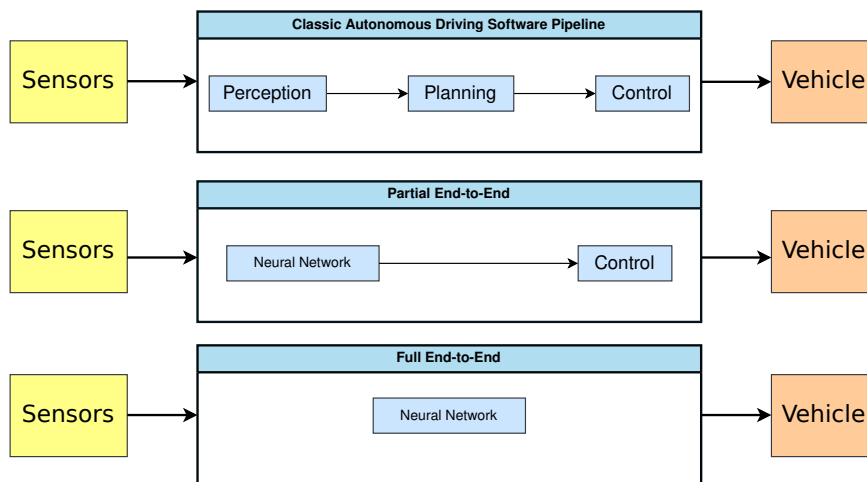 Classic Autonomous Driving Software Pipeline
Sensors
Perception
Planning
Control
Vehicle
Partial End-to-End
Sensors
Neural Network
Control
Vehicle
Full End-to-End
Sensors
Neural Network
Vehicle